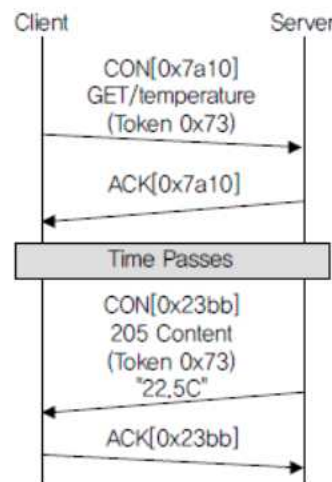 Client Server
CON[0x7a10]
GET/temperature
(Token 0x73)
ACK[0x7a10]
Time Passes
CON[0x23bb]
205 Content
(Token 0x73)
"22,5C"
ACK[0x23bb]